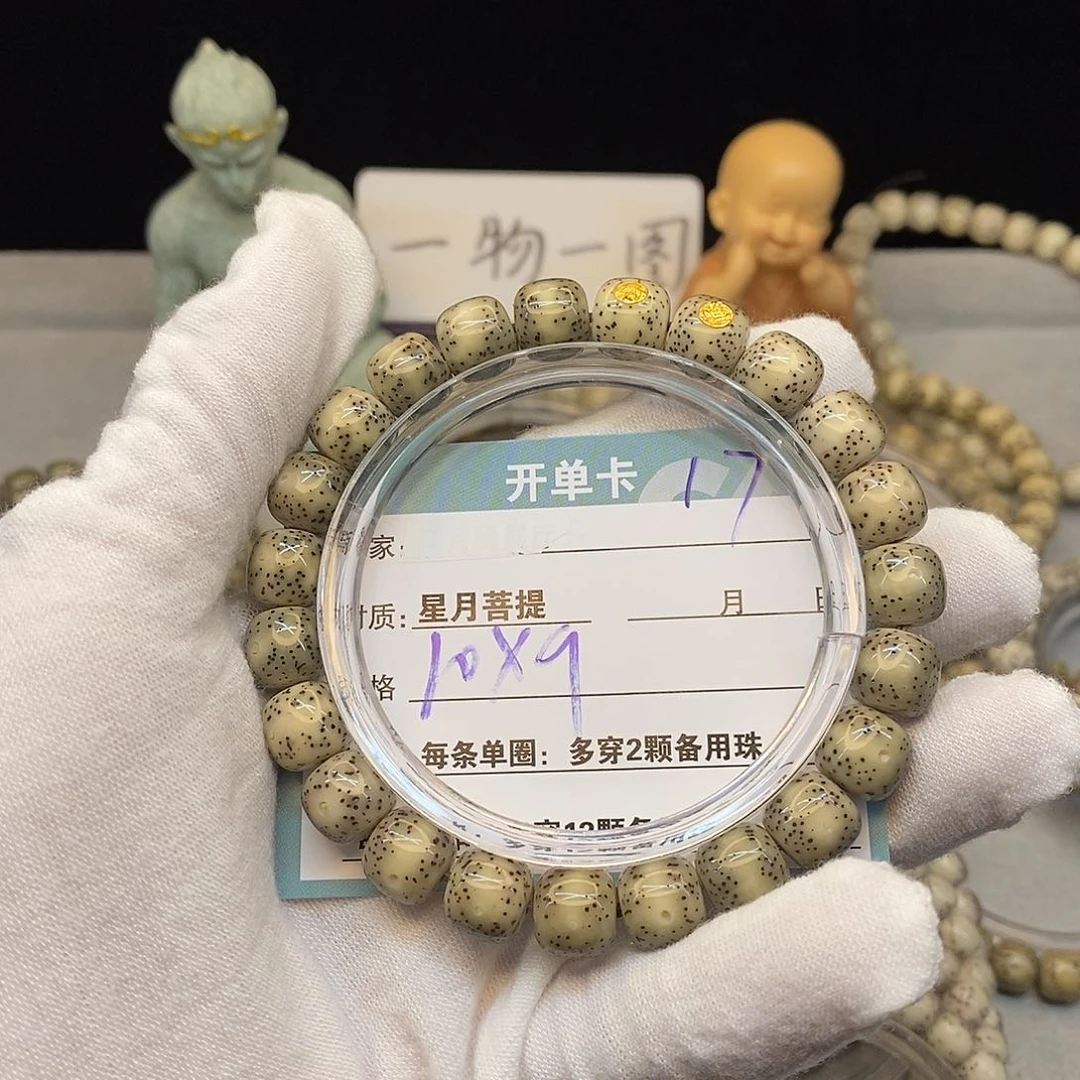 一物一图
开单卡 17
家:
材质: 星月菩提 月 日
格 10X9
每条单圈: 多穿2颗备用珠